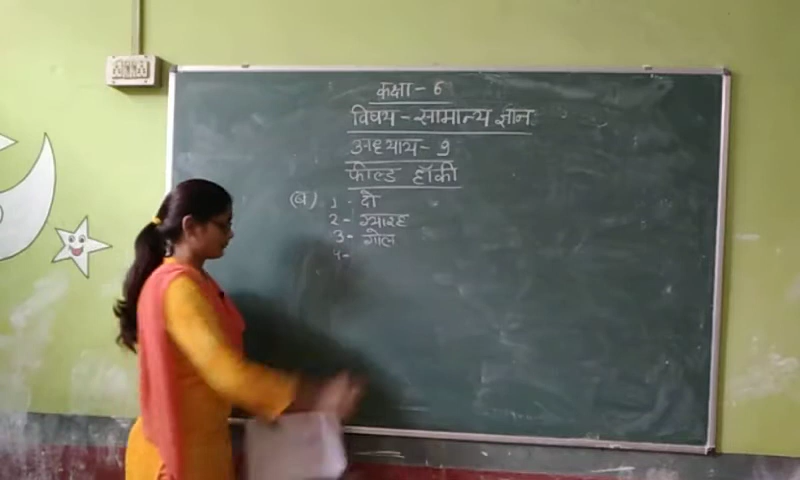 कक्षा - 6
विषय - सामान्य ज्ञान
अध्याय - 9
फील्ड हॉकी
(ब) 1 - दो
2 - ग्यारह
3 - गोल
4 -